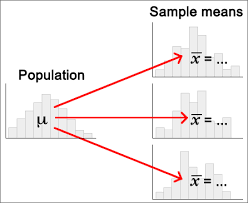 Sample means
x̄ = ...
Population
μ
x̄ = ...
x̄ = ...